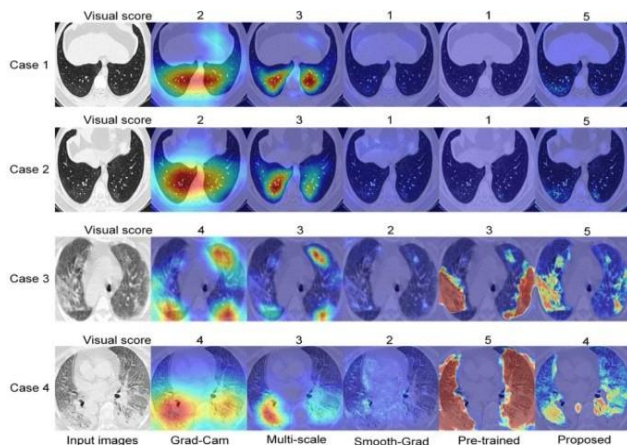 Visual score 2 3 1 1 5
Case 1
Visual score 2 3 1 1 5
Case 2
Visual score 4 3 2 3 5
Case 3
Visual score 4 3 2 5 4
Case 4
Input images Grad-Cam Multi-scale Smooth-Grad Pre-trained Proposed